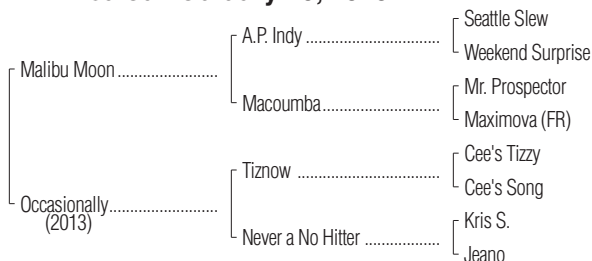 Seattle Slew
A.P. Indy
Weekend Surprise
Malibu Moon
Mr. Prospector
Macoumba
Maximova (FR)
Cee's Tizzy
Tiznow
Cee's Song
Occasionally
(2013)
Kris S.
Never a No Hitter
Jeano